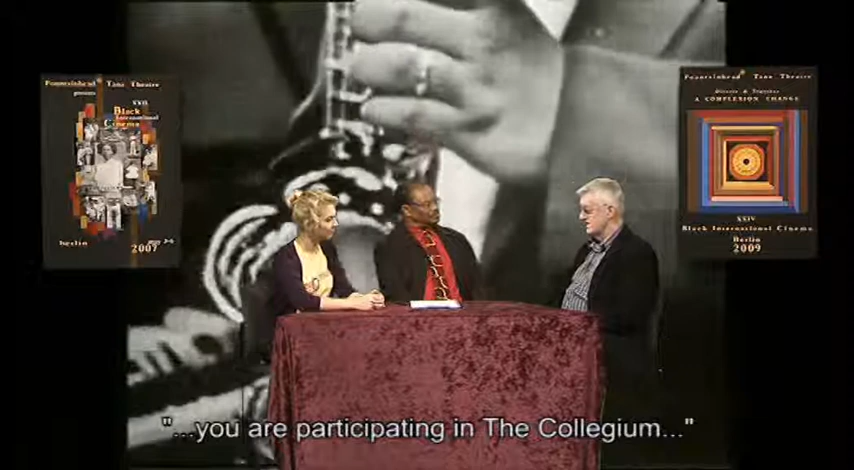 Fountainhead® Tanz Theatre
presents
XXII
Black
International
Cinema
Berlin
2007
Fountainhead® Tanz Theatre
A COMPLEXION CHANGE
XXIV
Black International Cinema
Berlin
2009
"...you are participating in The Collegium..."